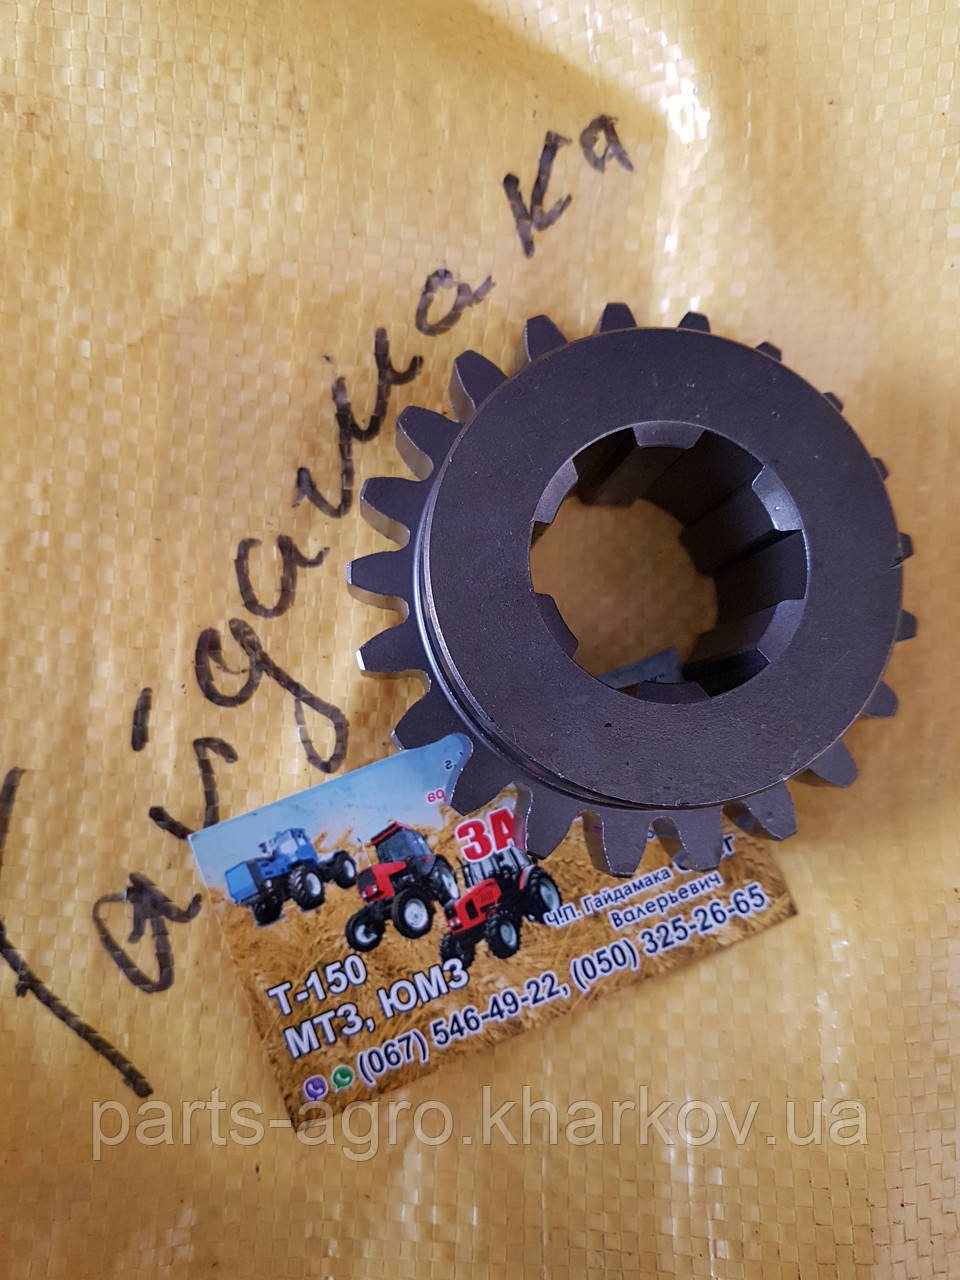 Гайдамака
ЗА
Ч.П. Гайдамака
Валерьевич
Т-150
МТЗ, ЮМЗ
(067) 546-49-22, (050) 325-26-65
parts-agro.kharkov.ua